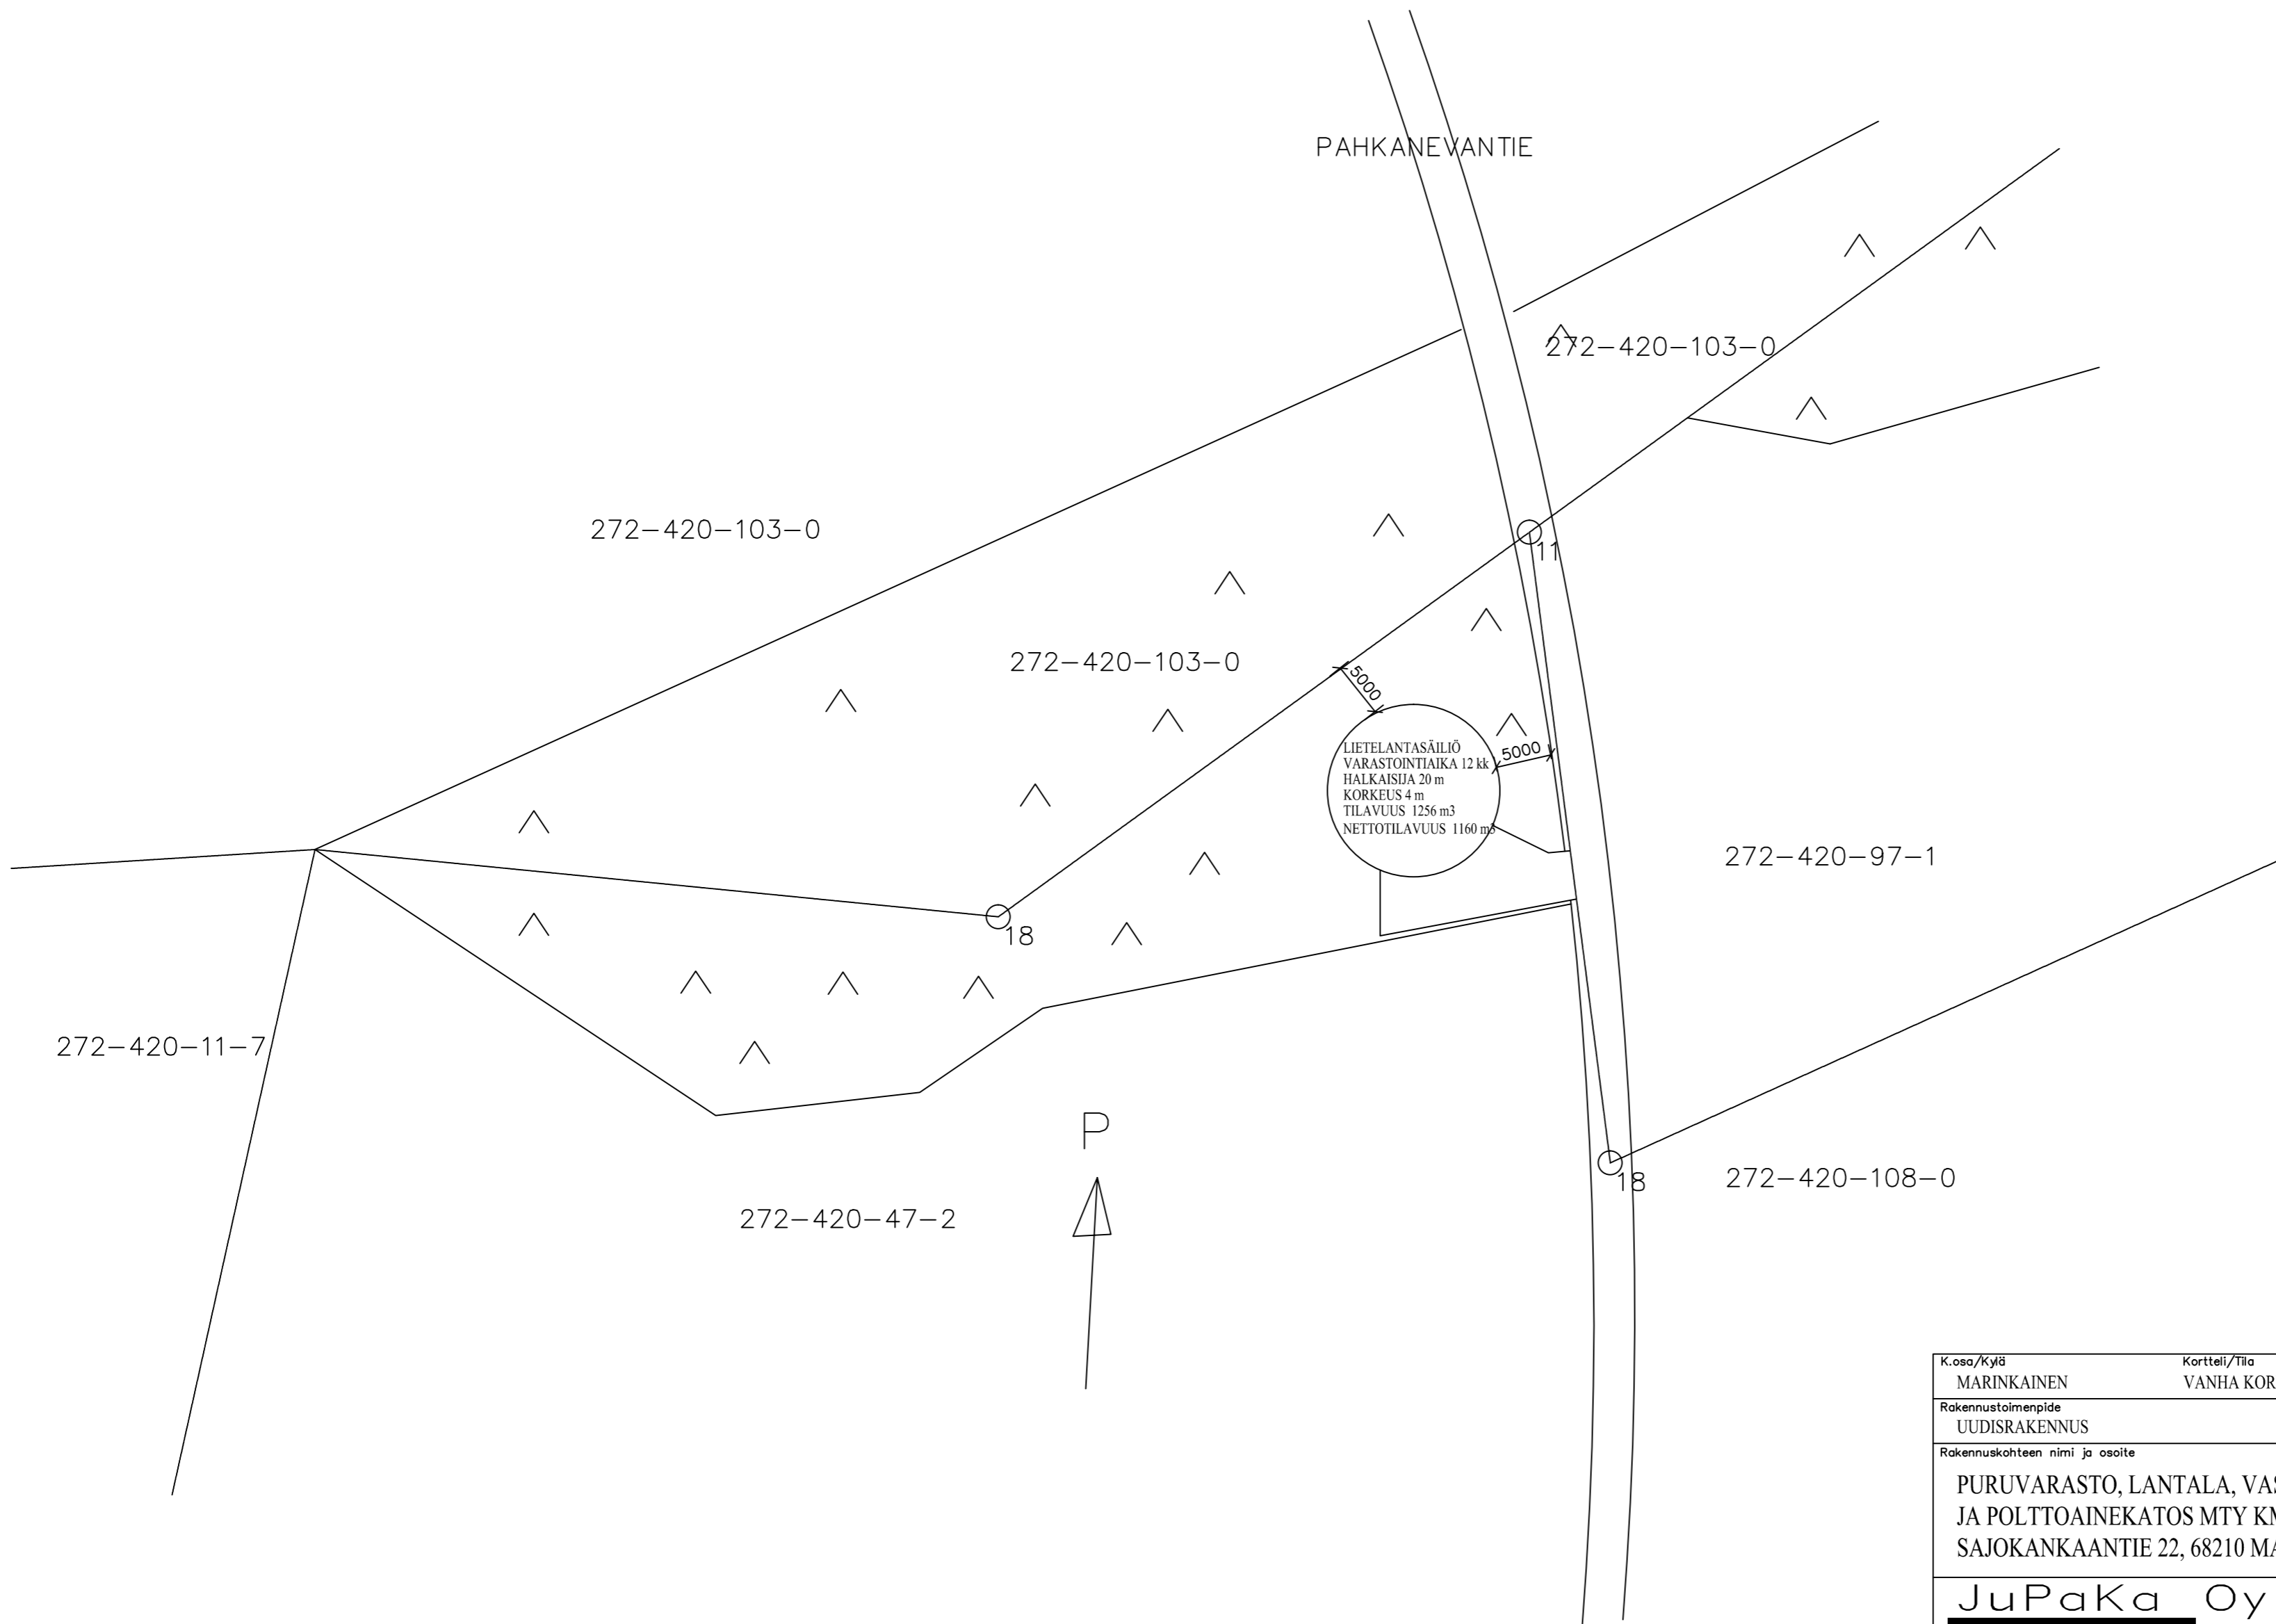 PAHKANEVANTIE
272-420-103-0
272-420-103-0
11
272-420-103-0
5000
5000
LIETELANTASÄILIÖ
VARASTOINTIAIKA 12 kk
HALKAISIJA 20 m
KORKEUS 4 m
TILAVUUS 1256 m3
NETTOTILAVUUS 1160 m3
272-420-97-1
18
272-420-11-7
P
18
272-420-108-0
272-420-47-2
K.osa/Kylä Kortteli/Tila
MARINKAINEN VANHA KOR
Rakennustoimenpide
UUDISRAKENNUS
Rakennuskohteen nimi ja osoite
PURUVARASTO, LANTALA, VAS
JA POLTTOAINEKATOS MTY KM
SAJOKANKAANTIE 22, 68210 MA
JuPaKa Oy